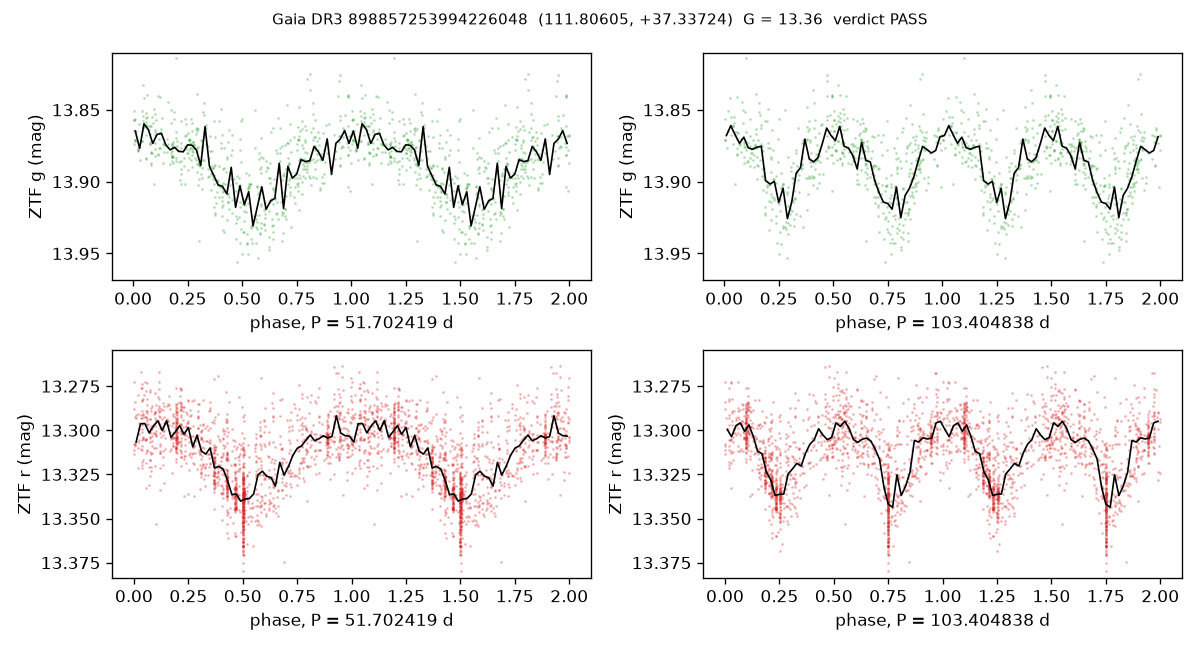 Gaia DR3 898857253994226048 (111.80605, +37.33724) G = 13.36 verdict PASS
ZTF g (mag)
13.85
13.90
13.95
0.00 0.25 0.50 0.75 1.00 1.25 1.50 1.75 2.00
phase, P = 51.702419 d
ZTF g (mag)
13.85
13.90
13.95
0.00 0.25 0.50 0.75 1.00 1.25 1.50 1.75 2.00
phase, P = 103.404838 d
ZTF r (mag)
13.275
13.300
13.325
13.350
13.375
0.00 0.25 0.50 0.75 1.00 1.25 1.50 1.75 2.00
phase, P = 51.702419 d
ZTF r (mag)
13.275
13.300
13.325
13.350
13.375
0.00 0.25 0.50 0.75 1.00 1.25 1.50 1.75 2.00
phase, P = 103.404838 d